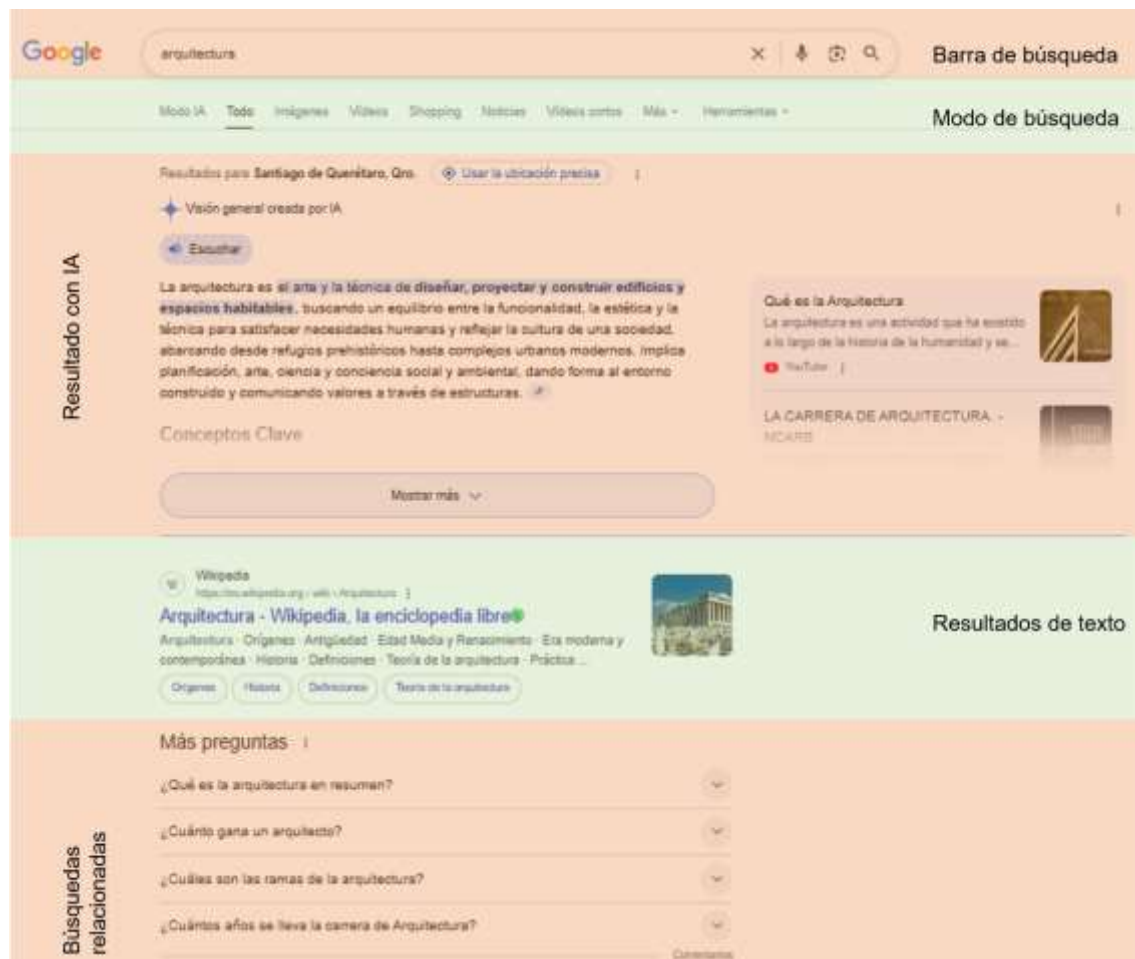 Google
arquitectura
Barra de búsqueda
Modo IA Todo Imágenes Videos Shopping Noticias Videos cortos Más Herramientas
Modo de búsqueda
Resultados para Santiago de Querétaro, Qro. Usar la ubicación precisa
Visión general creada por IA
Escuchar
Resultado con IA
La arquitectura es el arte y la técnica de diseñar, proyectar y construir edificios y
espacios habitables, buscando un equilibrio entre la funcionalidad, la estética y la
técnica para satisfacer necesidades humanas y reflejar la cultura de una sociedad,
abarcando desde refugios prehistóricos hasta complejos urbanos modernos. Implica
planificación, arte, ciencia y conciencia social y ambiental, dando forma al entorno
construido y comunicando valores a través de estructuras.
Conceptos Clave
Mostrar más
Qué es la Arquitectura
La arquitectura es una actividad que ha existido
a lo largo de la historia de la humanidad y se...
YouTube
LA CARRERA DE ARQUITECTURA. -
NCARB
W Wikipedia
https://es.wikipedia.org › wiki › Arquitectura
Arquitectura - Wikipedia, la enciclopedia libre
Arquitectura · Orígenes · Antigüedad · Edad Media y Renacimiento · Era moderna y
contemporánea · Historia · Definiciones · Teoría de la arquitectura · Práctica ...
Orígenes Historia Definiciones Teoría de la arquitectura
Resultados de texto
Más preguntas
¿Qué es la arquitectura en resumen?
¿Cuánto gana un arquitecto?
¿Cuáles son las ramas de la arquitectura?
¿Cuántos años se lleva la carrera de Arquitectura?
Comentarios
Búsquedas
relacionadas